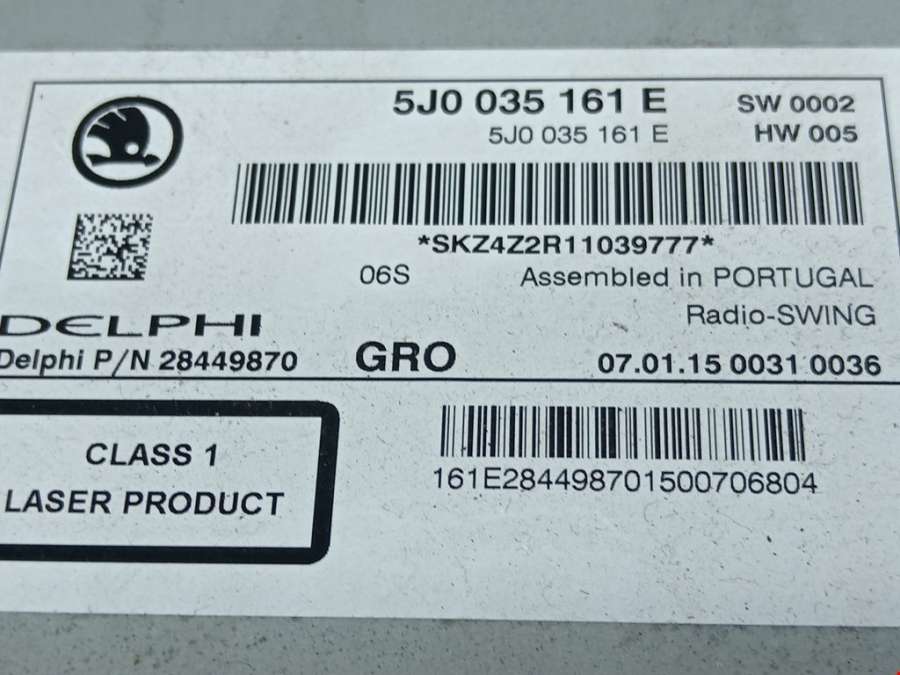 5J0 035 161 E SW 0002
5J0 035 161 E HW 005
*SKZ4Z2R11039777*
06S Assembled in PORTUGAL
DELPHI Radio-SWING
Delphi P/N 28449870 GRO 07.01.15 0031 0036
CLASS 1
LASER PRODUCT
161E284498701500706804